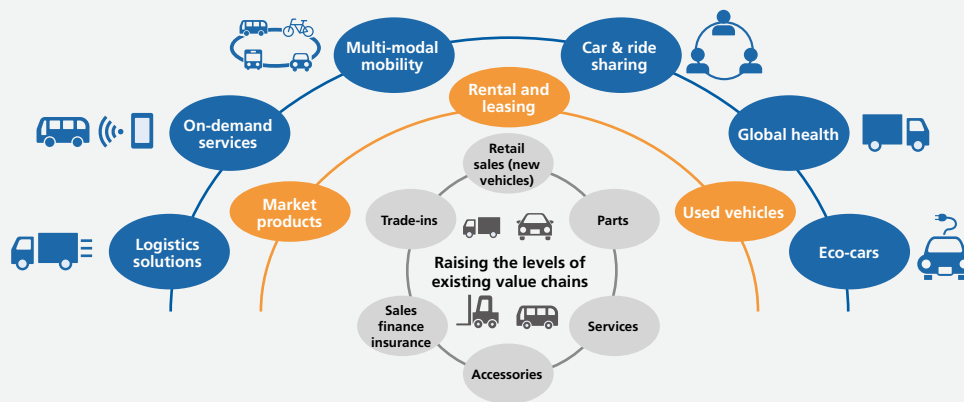 Multi-modal
mobility
Car & ride
sharing
Rental and
leasing
On-demand
services
Global health
Retail
sales (new
vehicles)
Market
products
Trade-ins
Parts
Used vehicles
Logistics
solutions
Raising the levels of
existing value chains
Eco-cars
Sales
finance
insurance
Services
Accessories